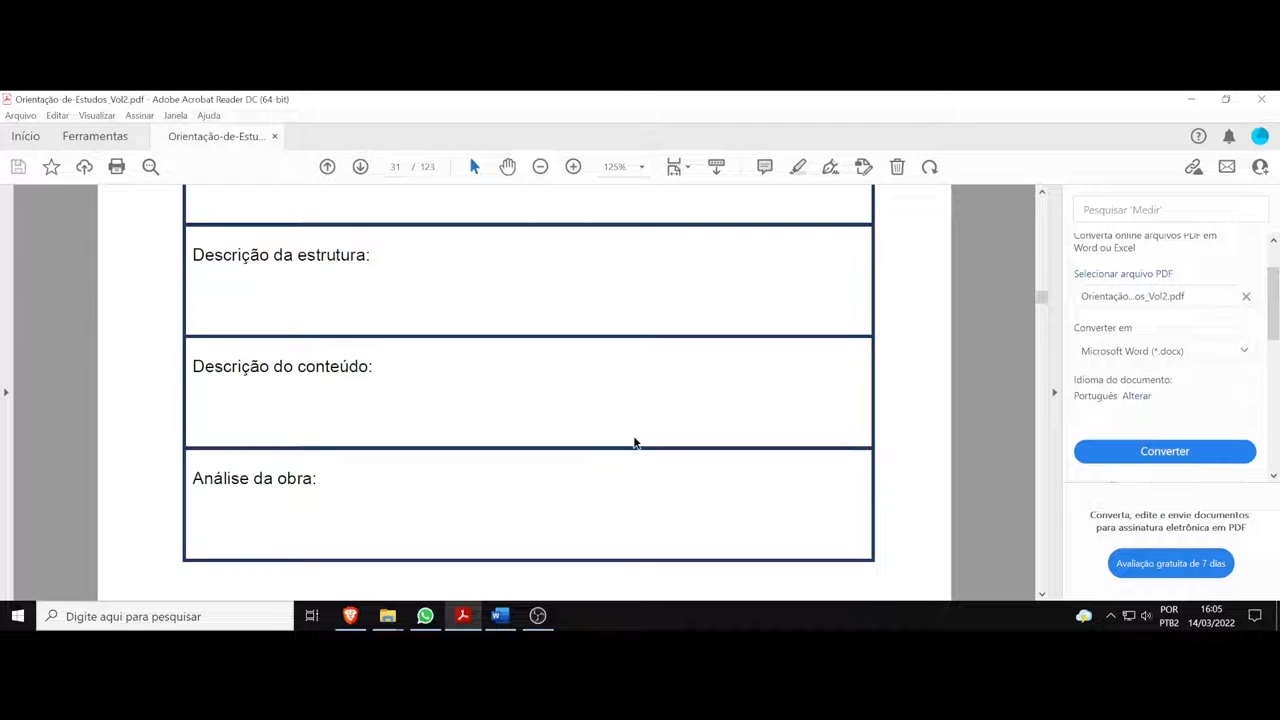 Orientação-de-Estudos_Vol2.pdf - Adobe Acrobat Reader DC (64-bit)
Arquivo Editar Visualizar Assinar Janela Ajuda
Início Ferramentas Orientação-de-Estu... ×
31 / 123 125%
Descrição da estrutura:
Descrição do conteúdo:
Análise da obra:
Pesquisar 'Medir'
Converta online arquivos PDF em
Word ou Excel
Selecionar arquivo PDF
Orientação...os_Vol2.pdf
Converter em
Microsoft Word (*.docx)
Idioma do documento:
Português Alterar
Converter
Converta, edite e envie documentos
para assinatura eletrônica em PDF
Avaliação gratuita de 7 dias
Digite aqui para pesquisar
POR
PTB2
16:05
14/03/2022